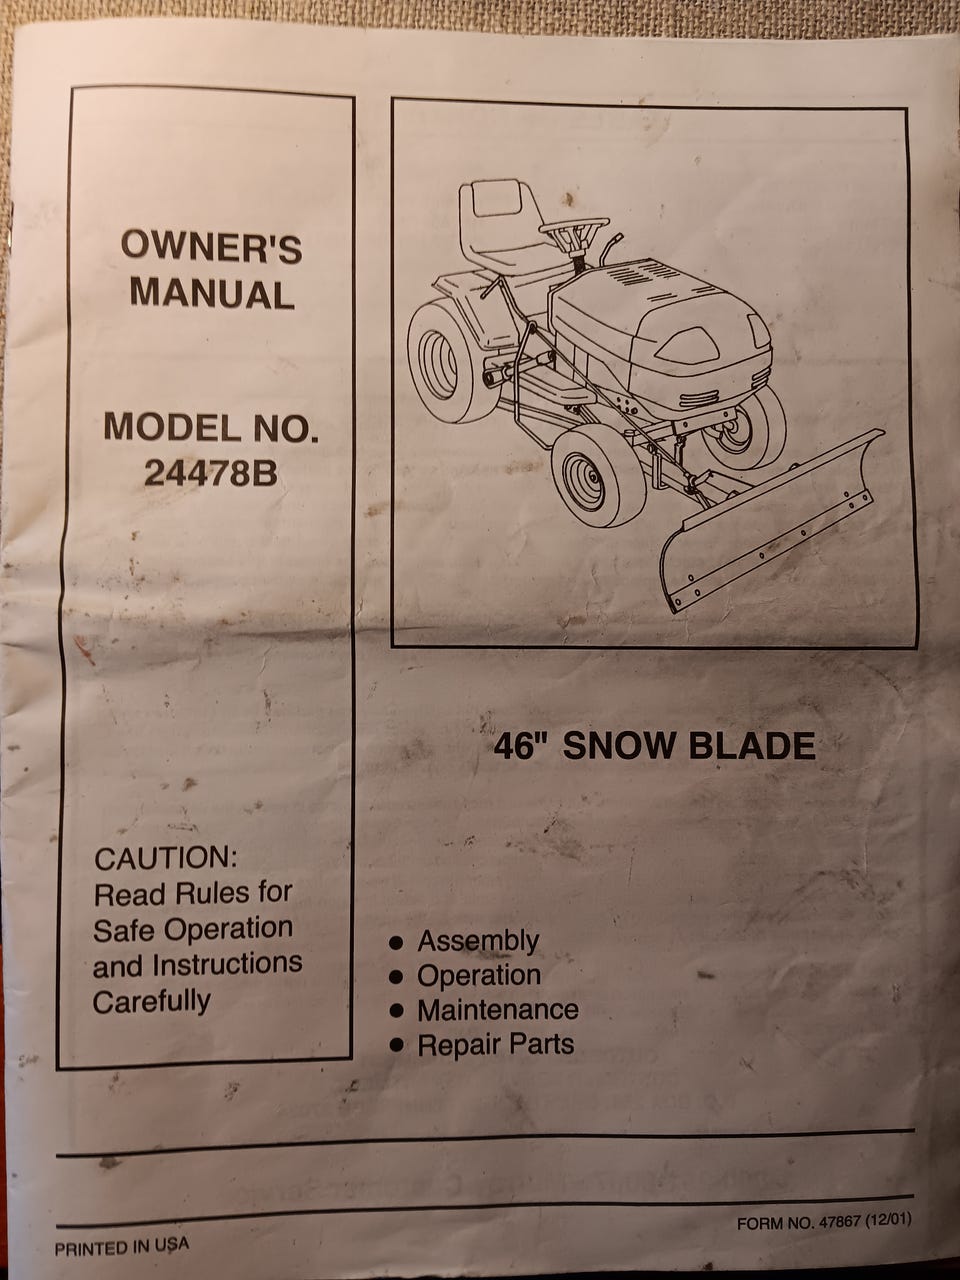 OWNER'S
MANUAL
MODEL NO.
24478B
CAUTION:
Read Rules for
Safe Operation
and Instructions
Carefully
46" SNOW BLADE
● Assembly
● Operation
● Maintenance
● Repair Parts
FORM NO. 47867 (12/01)
PRINTED IN USA